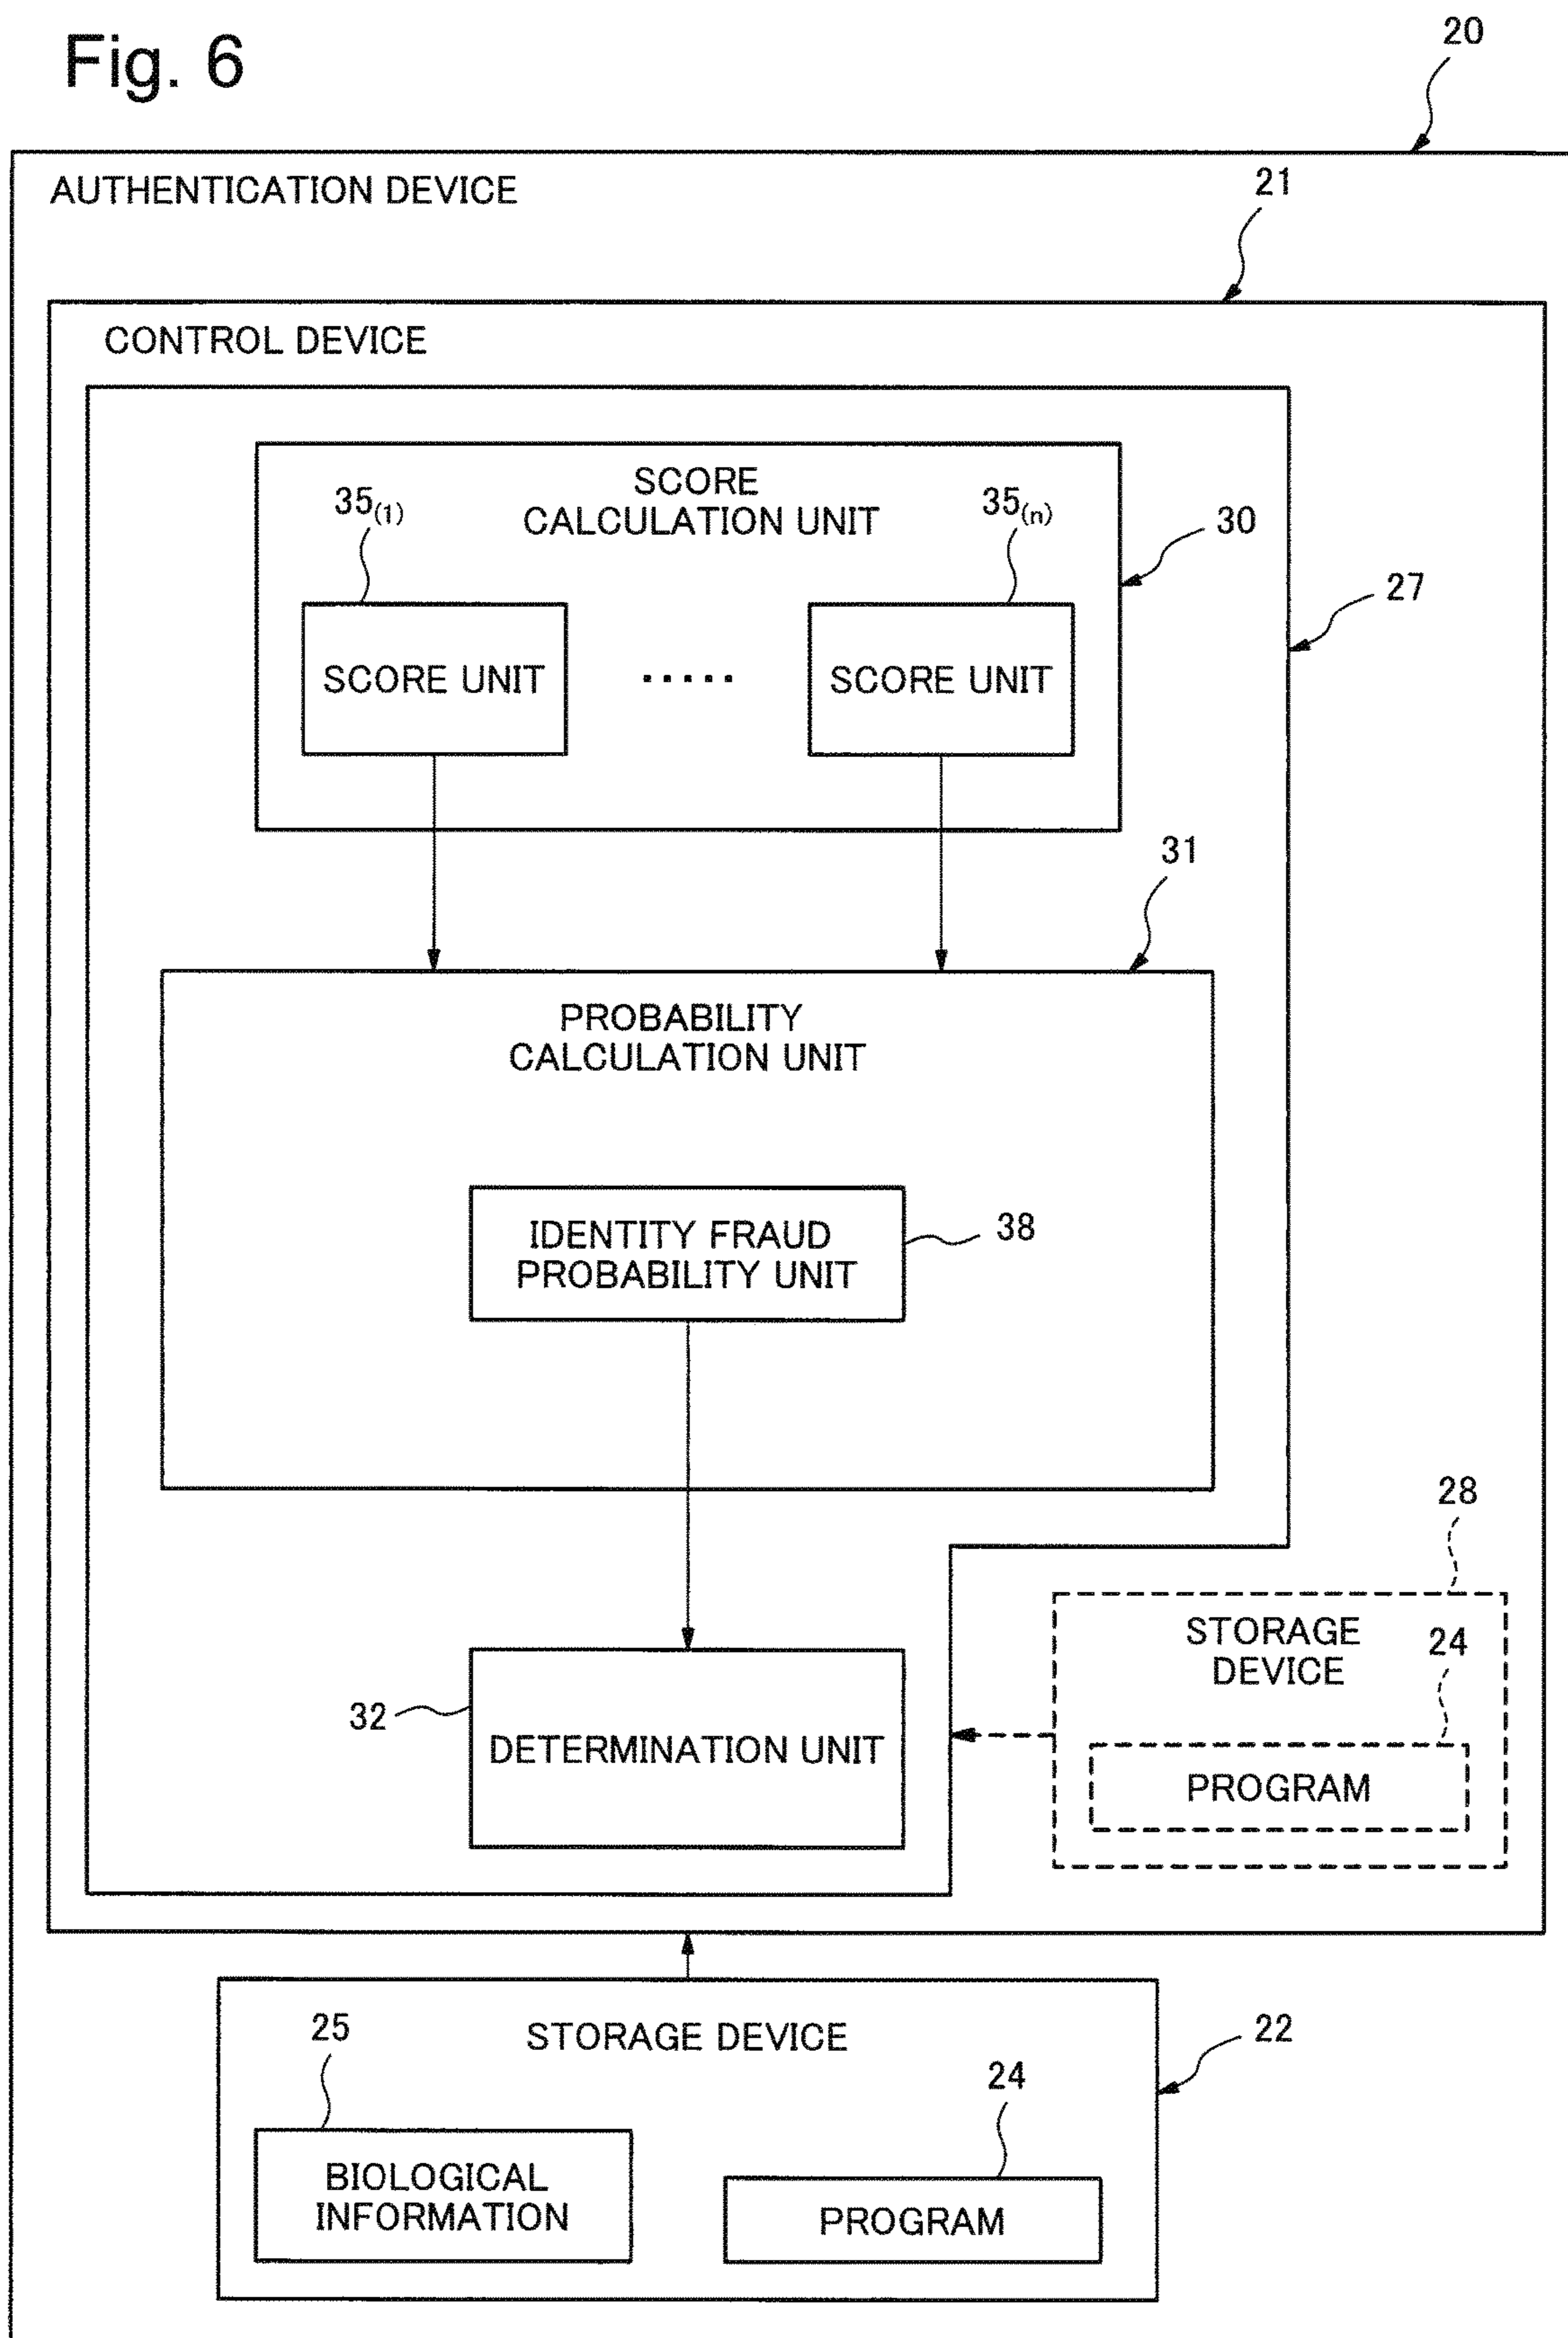 Fig. 6
20
AUTHENTICATION DEVICE
21
CONTROL DEVICE
SCORE
CALCULATION UNIT
35(1)
35(n)
30
27
SCORE UNIT
.....
SCORE UNIT
31
PROBABILITY
CALCULATION UNIT
IDENTITY FRAUD
PROBABILITY UNIT
38
28
STORAGE
DEVICE
24
32
DETERMINATION UNIT
PROGRAM
25
STORAGE DEVICE
22
24
BIOLOGICAL
INFORMATION
PROGRAM